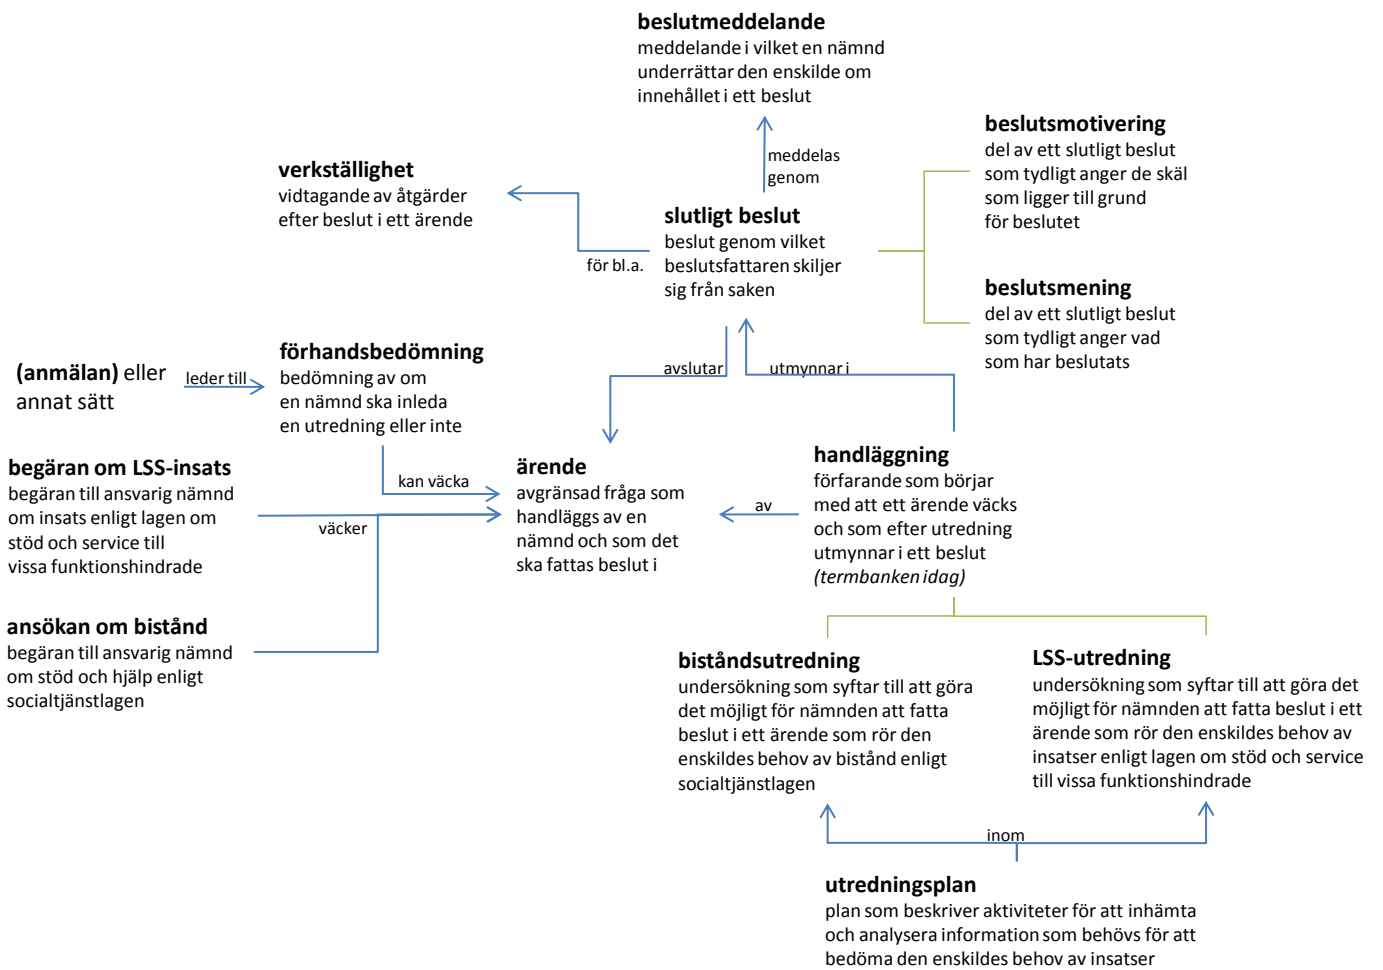 beslutmeddelande
meddelande i vilket en nämnd
underrättar den enskilde om
innehållet i ett beslut
meddelas
genom
beslutsmotivering
del av ett slutligt beslut
som tydligt anger de skäl
som ligger till grund
för beslutet
verkställighet
vidtagande av åtgärder
efter beslut i ett ärende
för bl.a.
slutligt beslut
beslut genom vilket
beslutsfattaren skiljer
sig från saken
beslutsmening
del av ett slutligt beslut
som tydligt anger vad
som har beslutats
(anmälan) eller
annat sätt
leder till
förhandsbedömning
bedömning av om
en nämnd ska inleda
en utredning eller inte
avslutar
utmynnar i
begäran om LSS-insats
begäran till ansvarig nämnd
om insats enligt lagen om
stöd och service till
vissa funktionshindrade
kan väcka
väcker
ärende
avgränsad fråga som
handläggs av en
nämnd och som det
ska fattas beslut i
av
handläggning
förfarande som börjar
med att ett ärende väcks
och som efter utredning
utmynnar i ett beslut
(termbanken idag)
ansökan om bistånd
begäran till ansvarig nämnd
om stöd och hjälp enligt
socialtjänstlagen
biståndsutredning
undersökning som syftar till att göra
det möjligt för nämnden att fatta
beslut i ett ärende som rör den
enskildes behov av bistånd enligt
socialtjänstlagen
LSS-utredning
undersökning som syftar till att göra det
möjligt för nämnden att fatta beslut i ett
ärende som rör den enskildes behov av
insatser enligt lagen om stöd och service
till vissa funktionshindrade
inom
utredningsplan
plan som beskriver aktiviteter för att inhämta
och analysera information som behövs för att
bedöma den enskildes behov av insatser